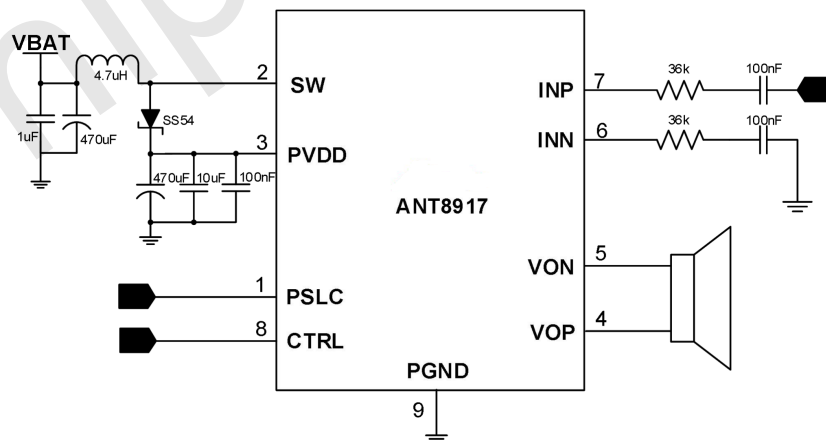 VBAT
4.7uH
1uF
470uF
SS54
470uF 10uF 100nF
2
SW
3
PVDD
1
PSLC
8
CTRL
ANT8917
PGND
9
INP
7
36k
100nF
INN
6
36k
100nF
VON
5
VOP
4